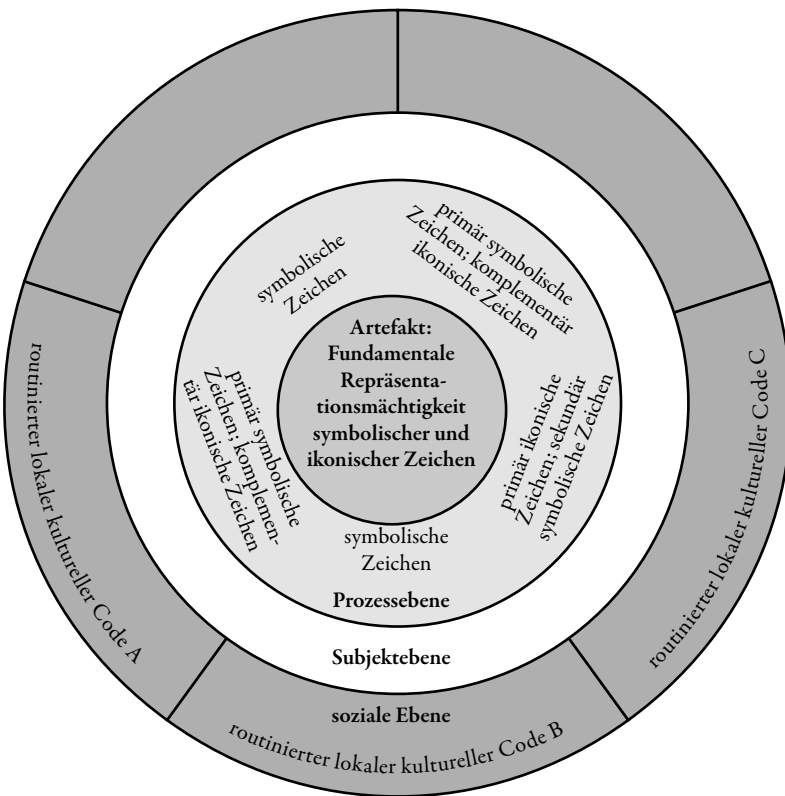 symbolische
Zeichen
primär symbolische
Zeichen; komplementär
ikonische Zeichen
Artefakt:
Fundamentale
Repräsenta-
tionsmächtigkeit
symbolischer und
ikonischer Zeichen
primär symbolische
Zeichen; komplemen-
tär ikonische Zeichen
primär ikonische
Zeichen; sekundär
symbolische Zeichen
symbolische
Zeichen
Prozessebene
Subjektebene
soziale Ebene
routinierter lokaler kultureller Code A
routinierter lokaler kultureller Code B
routinierter lokaler kultureller Code C